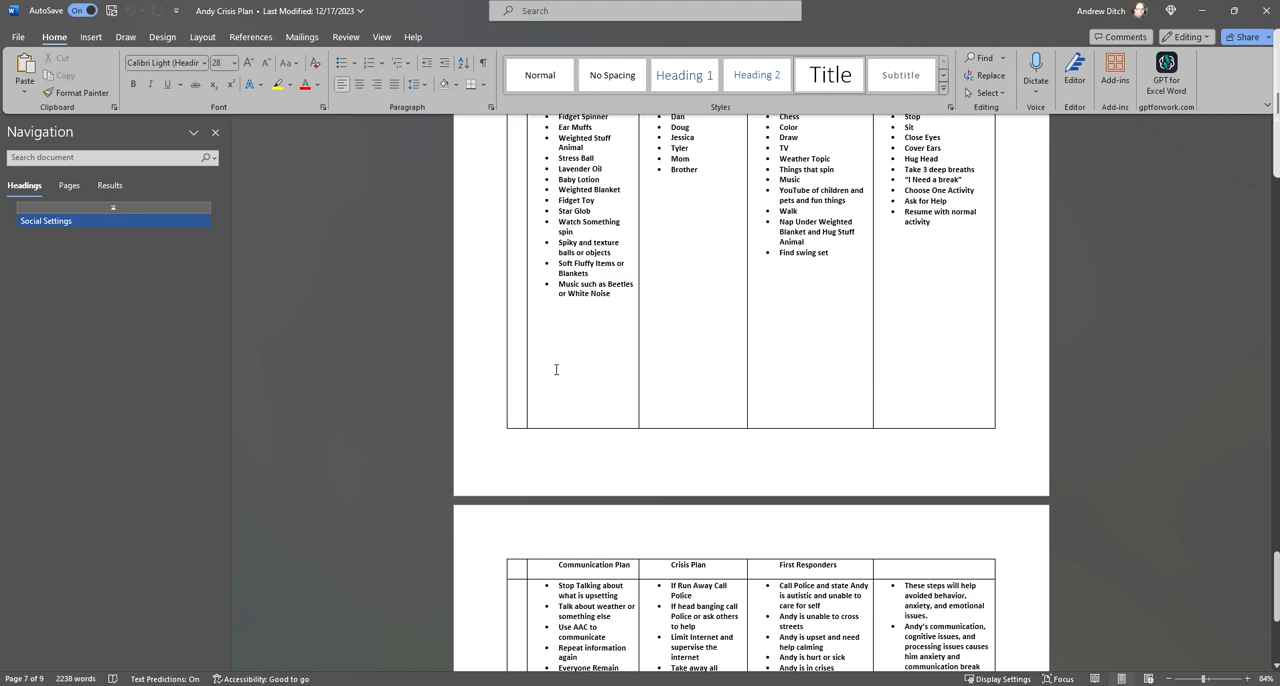 AutoSave On Andy Crisis Plan • Last Modified: 12/17/2023 Search Andrew Ditch
File Home Insert Draw Design Layout References Mailings Review View Help Comments Editing Share
Paste Cut Copy Format Painter
Calibri Light (Headir 28 Aa
B I U ab x₂ x² A A
Normal No Spacing Heading 1 Heading 2 Title Subtitle
Find Replace Select
Dictate Editor Add-ins GPT for Excel Word
Clipboard Font Paragraph Styles Editing Voice Editor Add-ins gptforwork.com
Navigation
Search document
Headings Pages Results
Social Settings
• Fidget Spinner
• Ear Muffs
• Weighted Stuff
Animal
• Stress Ball
• Lavender Oil
• Baby Lotion
• Weighted Blanket
• Fidget Toy
• Star Glob
• Watch Something
spin
• Spiky and texture
balls or objects
• Soft Fluffy Items or
Blankets
• Music such as Beetles
or White Noise
• Dan
• Doug
• Jessica
• Tyler
• Mom
• Brother
• Chess
• Color
• Draw
• TV
• Weather Topic
• Things that spin
• Music
• YouTube of children and
pets and fun things
• Walk
• Nap Under Weighted
Blanket and Hug Stuff
Animal
• Find swing set
• Stop
• Sit
• Close Eyes
• Cover Ears
• Hug Head
• Take 3 deep breaths
• "I Need a break"
• Choose One Activity
• Ask for Help
• Resume with normal
activity
Communication Plan Crisis Plan First Responders
• Stop Talking about
what is upsetting
• Talk about weather or
something else
• Use AAC to
communicate
• Repeat information
again
• Everyone Remain
• If Run Away Call
Police
• If head banging call
Police or ask others
to help
• Limit Internet and
supervise the
internet
• Take away all
• Call Police and state Andy
is autistic and unable to
care for self
• Andy is unable to cross
streets
• Andy is upset and need
help calming
• Andy is hurt or sick
• Andy is in crises
• These steps will help
avoided behavior,
anxiety, and emotional
issues.
• Andy's communication,
cognitive issues, and
processing issues causes
him anxiety and
communication break
Page 7 of 9 2238 words Text Predictions: On Accessibility: Good to go Display Settings Focus 84%